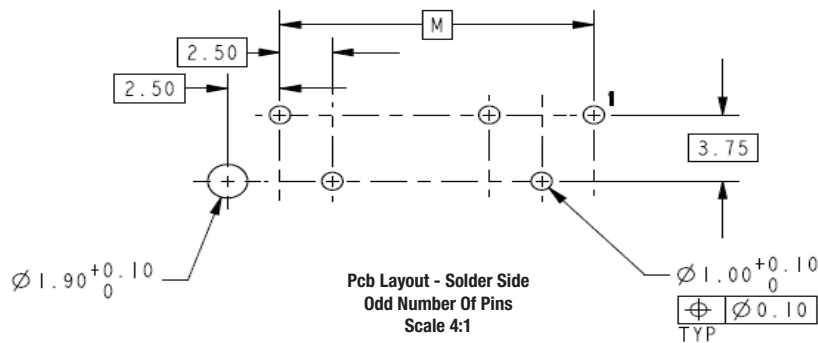 M
2.50
2.50
1
3.75
Ø1.90 +0.10
0
Ø1.00 +0.10
0
⌖ Ø0.10
TYP
Pcb Layout - Solder Side
Odd Number Of Pins
Scale 4:1